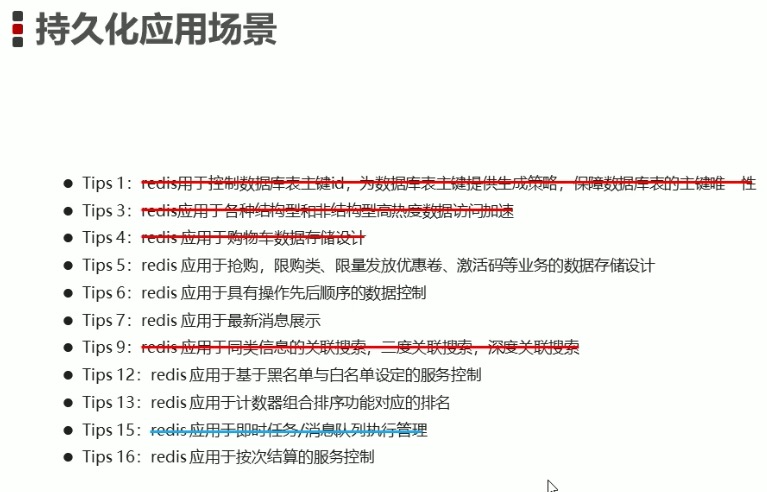 持久化应用场景
● Tips 1：redis用于控制数据库表主键id，为数据库表主键提供生成策略，保障数据库表的主键唯一性
● Tips 3：redis应用于各种结构型和非结构型高热度数据访问加速
● Tips 4：redis 应用于购物车数据存储设计
● Tips 5：redis 应用于抢购，限购类、限量发放优惠卷、激活码等业务的数据存储设计
● Tips 6：redis 应用于具有操作先后顺序的数据控制
● Tips 7：redis 应用于最新消息展示
● Tips 9：redis 应用于同类信息的关联搜索，二度关联搜索，深度关联搜索
● Tips 12：redis 应用于基于黑名单与白名单设定的服务控制
● Tips 13：redis 应用于计数器组合排序功能对应的排名
● Tips 15：redis 应用于即时任务/消息队列执行管理
● Tips 16：redis 应用于按次结算的服务控制